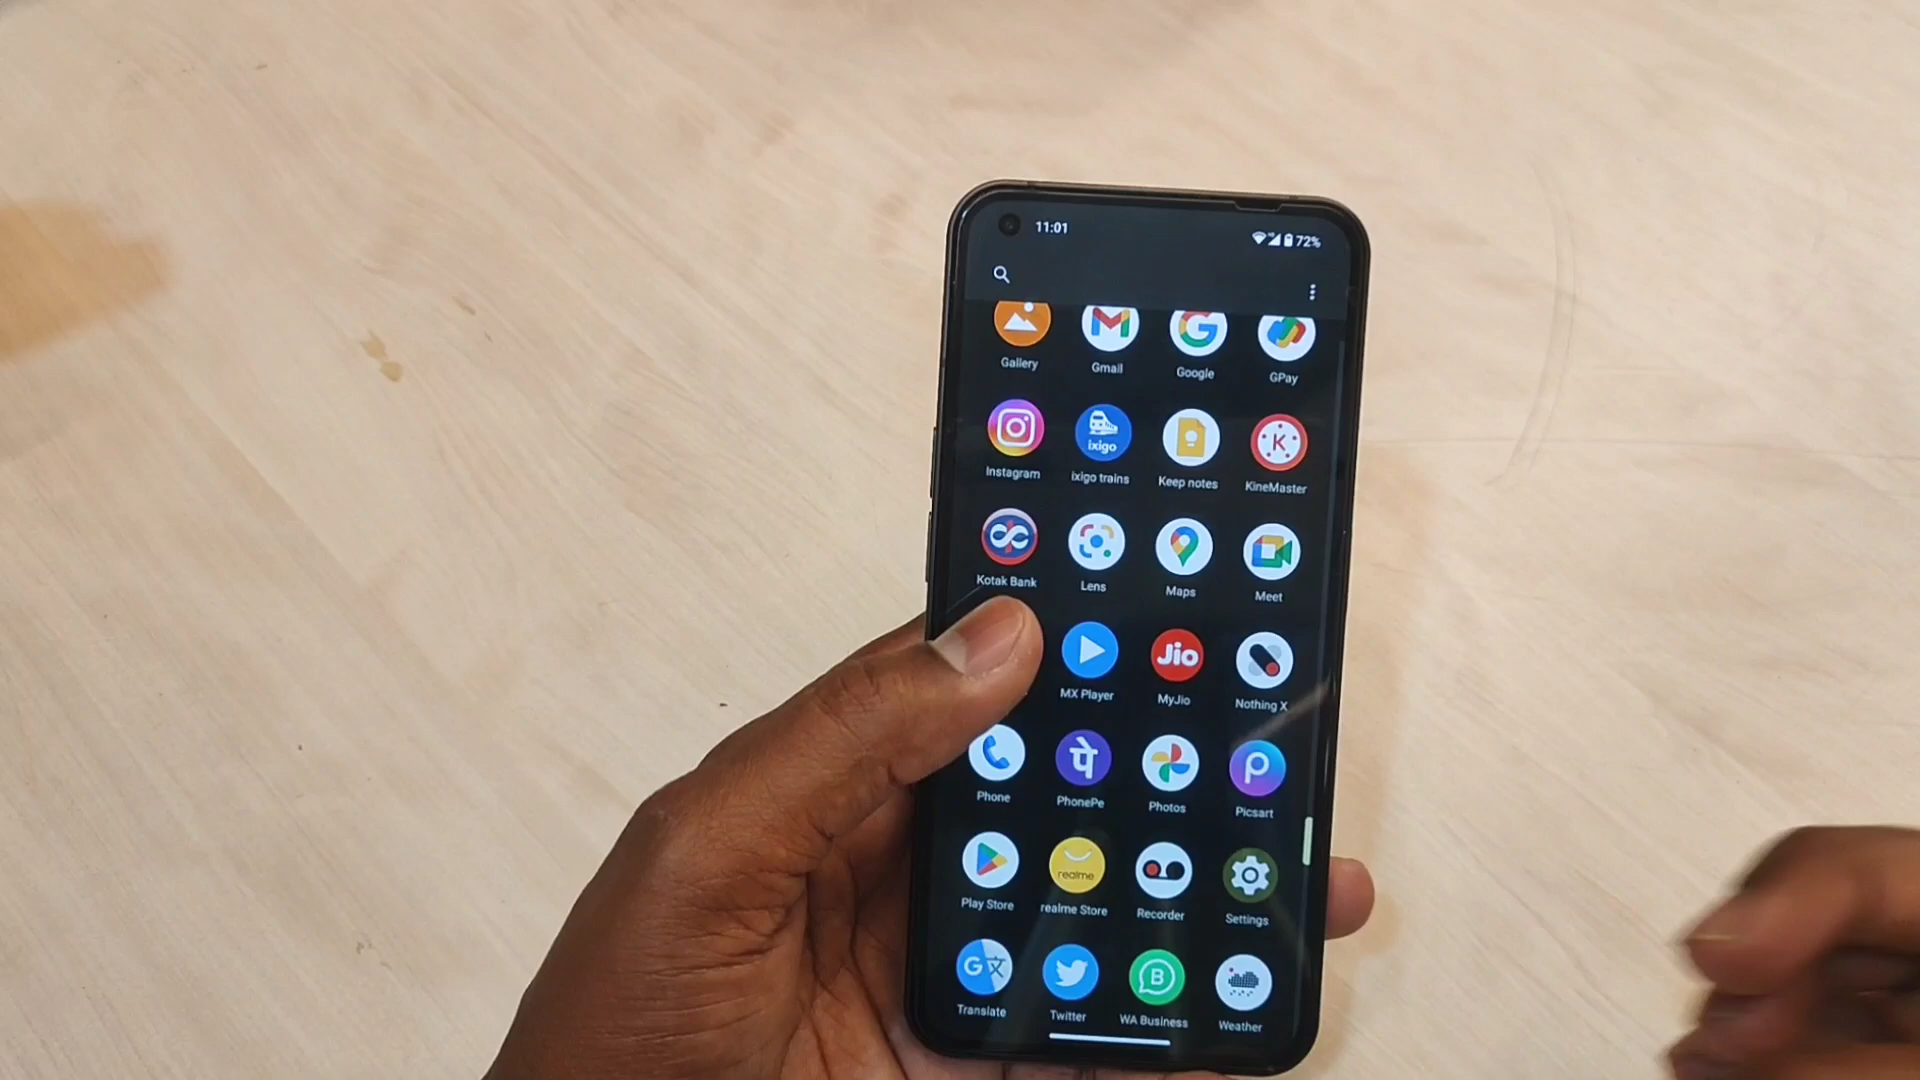 11:01 72%
Gallery Gmail Google GPay
ixigo
K
Instagram ixigo trains Keep notes KineMaster
Kotak Bank Lens Maps Meet
Jio
MX Player MyJio Nothing X
पे
Phone PhonePe Photos Picsart
realme
Play Store realme Store Recorder Settings
G 文
B
Translate Twitter WA Business Weather